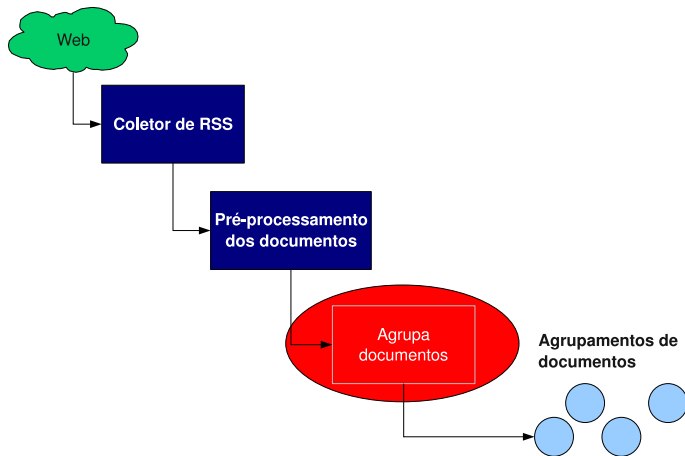 Web
Coletor de RSS
Pré-processamento
dos documentos
Agrupa
documentos
Agrupamentos de
documentos